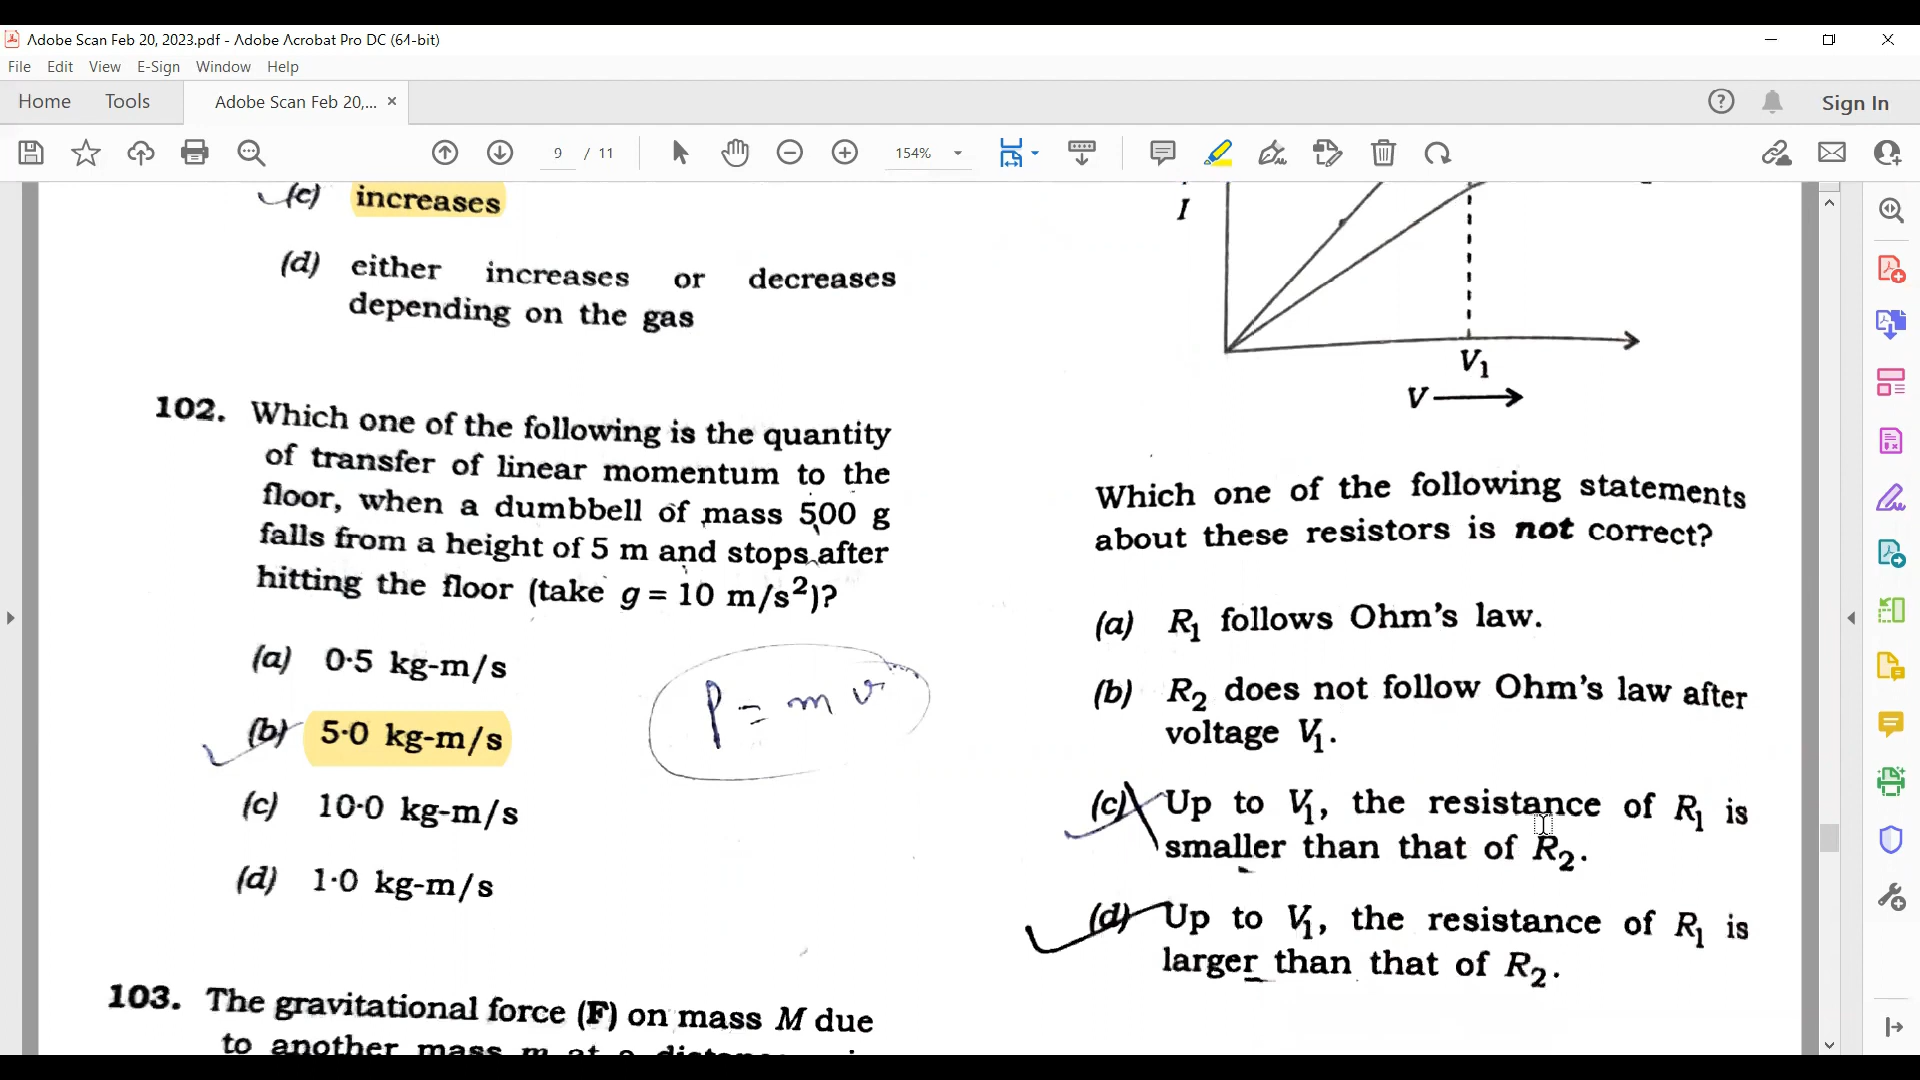 Adobe Scan Feb 20, 2023.pdf - Adobe Acrobat Pro DC (64-bit)
File Edit View E-Sign Window Help
Home Tools Adobe Scan Feb 20,... × Sign In
9 / 11 154%
(c) increases
(d) either increases or decreases
depending on the gas
102. Which one of the following is the quantity
of transfer of linear momentum to the
floor, when a dumbbell of mass 500 g
falls from a height of 5 m and stops after
hitting the floor (take g = 10 m/s²)?
(a) 0·5 kg-m/s
(b) 5·0 kg-m/s
P = m v
(c) 10·0 kg-m/s
(d) 1·0 kg-m/s
103. The gravitational force (F) on mass M due
to another mass m at a
I
V₁
V
Which one of the following statements
about these resistors is not correct?
(a) R₁ follows Ohm's law.
(b) R₂ does not follow Ohm's law after
voltage V₁.
(c) Up to V₁, the resistance of R₁ is
smaller than that of R₂.
(d) Up to V₁, the resistance of R₁ is
larger than that of R₂.